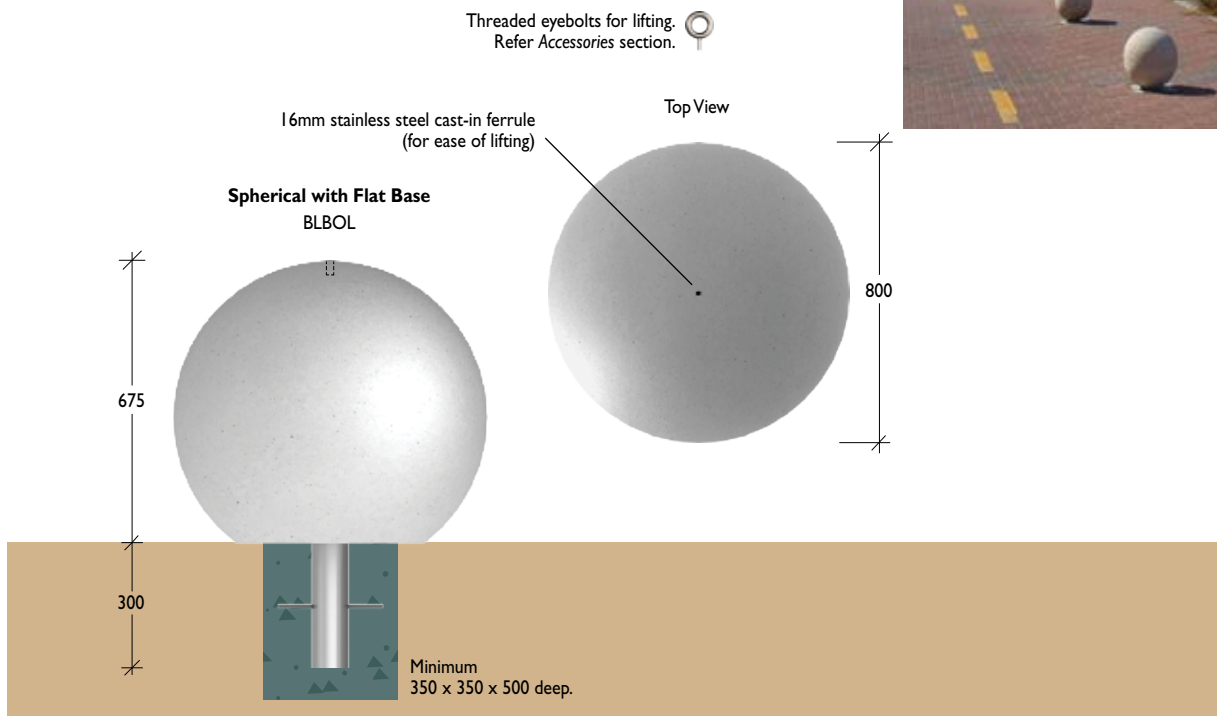 Threaded eyebolts for lifting.
Refer Accessories section.
Top View
16mm stainless steel cast-in ferrule
(for ease of lifting)
Spherical with Flat Base
BLBOL
800
675
300
Minimum
350 x 350 x 500 deep.